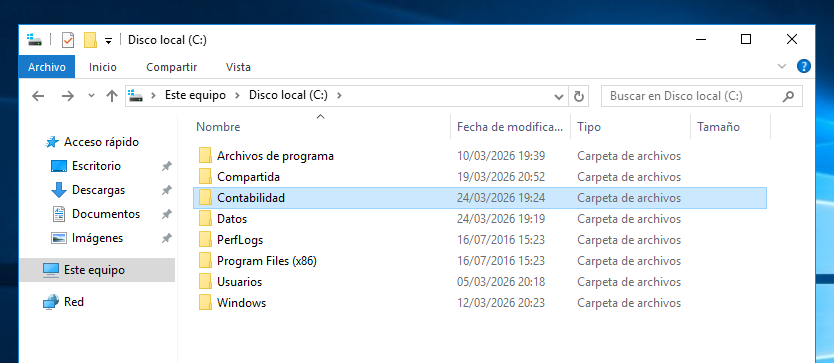 Disco local (C:)
Archivo Inicio Compartir Vista
Este equipo Disco local (C:) Buscar en Disco local (C:)
Nombre Fecha de modifica... Tipo Tamaño
Acceso rápido
Escritorio
Descargas
Documentos
Imágenes
Este equipo
Red
Archivos de programa 10/03/2026 19:39 Carpeta de archivos
Compartida 19/03/2026 20:52 Carpeta de archivos
Contabilidad 24/03/2026 19:24 Carpeta de archivos
Datos 24/03/2026 19:19 Carpeta de archivos
PerfLogs 16/07/2016 15:23 Carpeta de archivos
Program Files (x86) 16/07/2016 15:23 Carpeta de archivos
Usuarios 05/03/2026 20:18 Carpeta de archivos
Windows 12/03/2026 20:23 Carpeta de archivos